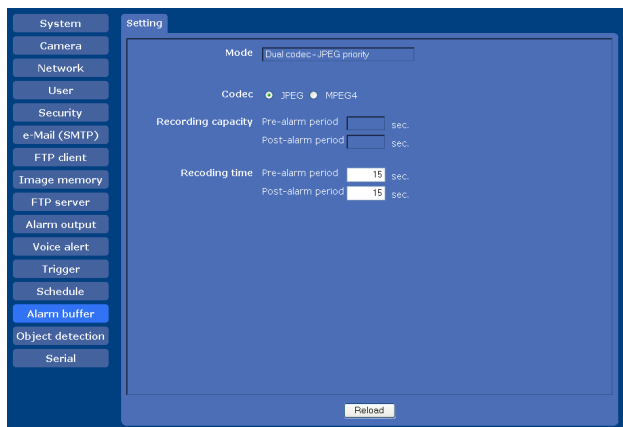 System
Camera
Network
User
Security
e-Mail (SMTP)
FTP client
Image memory
FTP server
Alarm output
Voice alert
Trigger
Schedule
Alarm buffer
Object detection
Serial
Setting
Mode Dual codec-JPEG priority
Codec JPEG MPEG4
Recording capacity Pre-alarm period sec.
Post-alarm period sec.
Recoding time Pre-alarm period 15 sec.
Post-alarm period 15 sec.
Reload